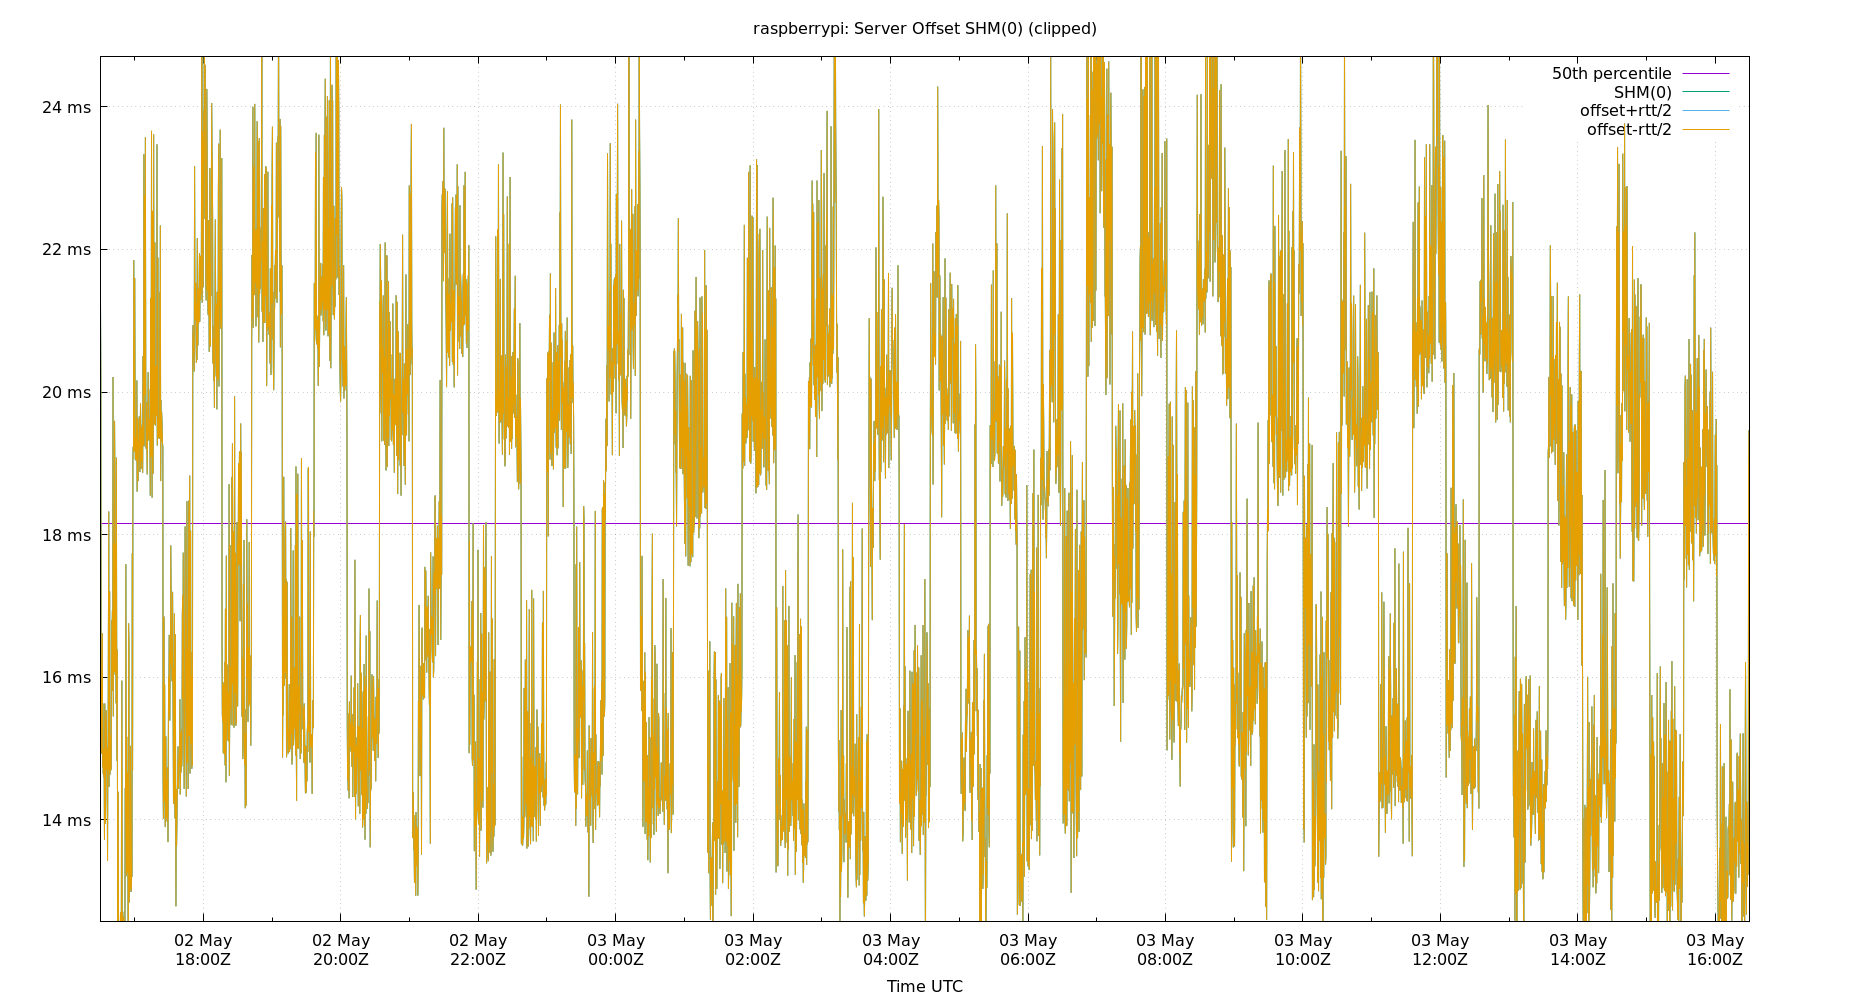 raspberrypi: Server Offset SHM(0) (clipped)
50th percentile
SHM(0)
offset+rtt/2
offset-rtt/2
24 ms
22 ms
20 ms
18 ms
16 ms
14 ms
02 May 02 May 02 May 03 May 03 May 03 May 03 May 03 May 03 May 03 May 03 May 03 May
18:00Z 20:00Z 22:00Z 00:00Z 02:00Z 04:00Z 06:00Z 08:00Z 10:00Z 12:00Z 14:00Z 16:00Z
Time UTC